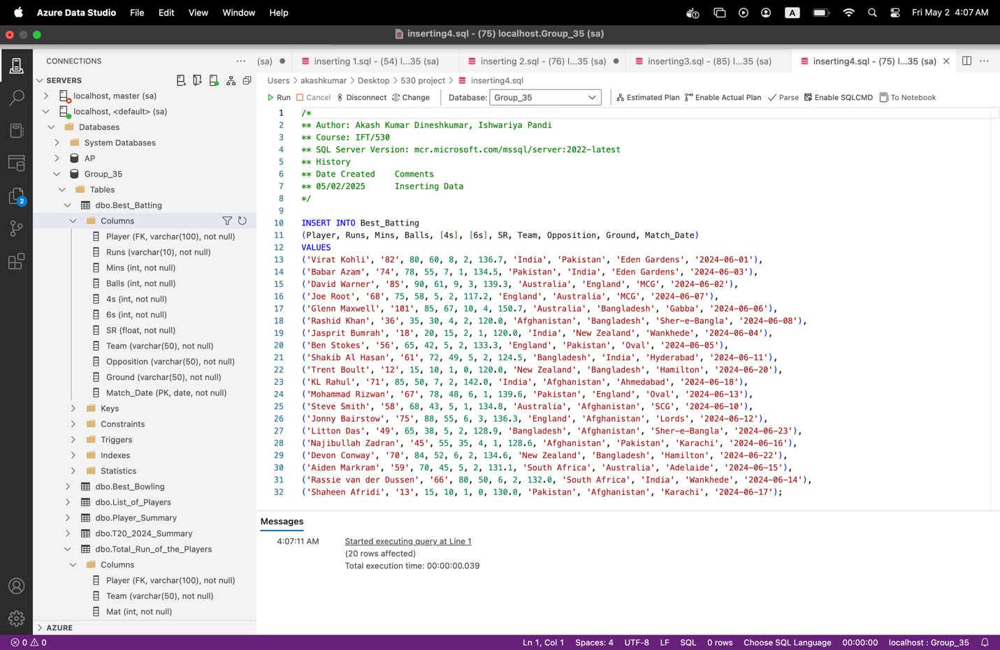 Azure Data Studio File Edit View Window Help A Fri May 2 4:07 AM
inserting4.sql - (75) localhost.Group_35 (sa)
CONNECTIONS ···
SERVERS
localhost, master (sa)
localhost, <default> (sa)
Databases
System Databases
AP
Group_35
Tables
dbo.Best_Batting
Columns
Player (FK, varchar(100), not null)
Runs (varchar(10), not null)
Mins (int, not null)
Balls (int, not null)
4s (int, not null)
6s (int, not null)
SR (float, not null)
Team (varchar(50), not null)
Opposition (varchar(50), not null)
Ground (varchar(50), not null)
Match_Date (PK, date, not null)
Keys
Constraints
Triggers
Indexes
Statistics
dbo.Best_Bowling
dbo.List_of_Players
dbo.Player_Summary
dbo.T20_2024_Summary
dbo.Total_Run_of_the_Players
Columns
Player (FK, varchar(100), not null)
Team (varchar(50), not null)
Mat (int, not null)
AZURE
2
(sa) inserting 1.sql - (54) l...35 (sa) inserting 2.sql - (76) l...35 (sa) inserting3.sql - (85) l...35 (sa) inserting4.sql - (75) l...35 (sa)
Users > akashkumar > Desktop > 530 project > inserting4.sql
Run Cancel Disconnect Change Database: Group_35 Estimated Plan Enable Actual Plan Parse Enable SQLCMD To Notebook
1 /*
2 ** Author: Akash Kumar Dineshkumar, Ishwariya Pandi
3 ** Course: IFT/530
4 ** SQL Server Version: mcr.microsoft.com/mssql/server:2022-latest
5 ** History
6 ** Date Created    Comments
7 ** 05/02/2025      Inserting Data
8 */
9
10 INSERT INTO Best_Batting
11 (Player, Runs, Mins, Balls, [4s], [6s], SR, Team, Opposition, Ground, Match_Date)
12 VALUES
13 ('Virat Kohli', '82', 80, 60, 8, 2, 136.7, 'India', 'Pakistan', 'Eden Gardens', '2024-06-01'),
14 ('Babar Azam', '74', 78, 55, 7, 1, 134.5, 'Pakistan', 'India', 'Eden Gardens', '2024-06-03'),
15 ('David Warner', '85', 90, 61, 9, 3, 139.3, 'Australia', 'England', 'MCG', '2024-06-02'),
16 ('Joe Root', '68', 75, 58, 5, 2, 117.2, 'England', 'Australia', 'MCG', '2024-06-07'),
17 ('Glenn Maxwell', '101', 85, 67, 10, 4, 150.7, 'Australia', 'Bangladesh', 'Gabba', '2024-06-06'),
18 ('Rashid Khan', '36', 35, 30, 4, 2, 120.0, 'Afghanistan', 'Bangladesh', 'Sher-e-Bangla', '2024-06-08'),
19 ('Jasprit Bumrah', '18', 20, 15, 2, 1, 120.0, 'India', 'New Zealand', 'Wankhede', '2024-06-04'),
20 ('Ben Stokes', '56', 65, 42, 5, 2, 133.3, 'England', 'Pakistan', 'Oval', '2024-06-05'),
21 ('Shakib Al Hasan', '61', 72, 49, 5, 2, 124.5, 'Bangladesh', 'India', 'Hyderabad', '2024-06-11'),
22 ('Trent Boult', '12', 15, 10, 1, 0, 120.0, 'New Zealand', 'Bangladesh', 'Hamilton', '2024-06-20'),
23 ('KL Rahul', '71', 85, 50, 7, 2, 142.0, 'India', 'Afghanistan', 'Ahmedabad', '2024-06-18'),
24 ('Mohammad Rizwan', '67', 78, 48, 6, 1, 139.6, 'Pakistan', 'England', 'Oval', '2024-06-13'),
25 ('Steve Smith', '58', 68, 43, 5, 1, 134.8, 'Australia', 'Afghanistan', 'SCG', '2024-06-10'),
26 ('Jonny Bairstow', '75', 88, 55, 6, 3, 136.3, 'England', 'Afghanistan', 'Lords', '2024-06-12'),
27 ('Litton Das', '49', 65, 38, 5, 2, 128.9, 'Bangladesh', 'Afghanistan', 'Sher-e-Bangla', '2024-06-23'),
28 ('Najibullah Zadran', '45', 55, 35, 4, 1, 128.6, 'Afghanistan', 'Pakistan', 'Karachi', '2024-06-16'),
29 ('Devon Conway', '70', 84, 52, 6, 2, 134.6, 'New Zealand', 'Bangladesh', 'Hamilton', '2024-06-22'),
30 ('Aiden Markram', '59', 70, 45, 5, 2, 131.1, 'South Africa', 'Australia', 'Adelaide', '2024-06-15'),
31 ('Rassie van der Dussen', '66', 80, 50, 6, 2, 132.0, 'South Africa', 'India', 'Wankhede', '2024-06-14'),
32 ('Shaheen Afridi', '13', 15, 10, 1, 0, 130.0, 'Pakistan', 'Afghanistan', 'Karachi', '2024-06-17');
Messages
4:07:11 AM Started executing query at Line 1
(20 rows affected)
Total execution time: 00:00:00.039
0 0 Ln 1, Col 1 Spaces: 4 UTF-8 LF SQL 0 rows Choose SQL Language 00:00:00 localhost : Group_35